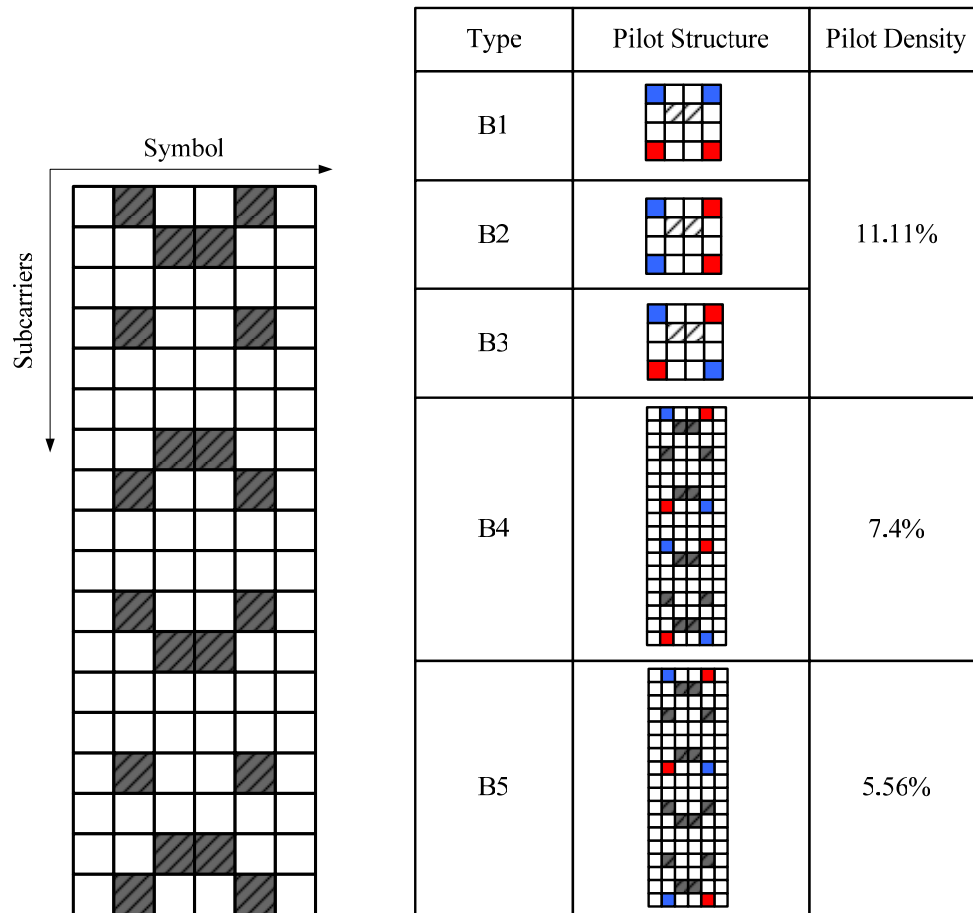 Symbol
Subcarriers
Type Pilot Structure Pilot Density
B1
B2 11.11%
B3
B4 7.4%
B5 5.56%